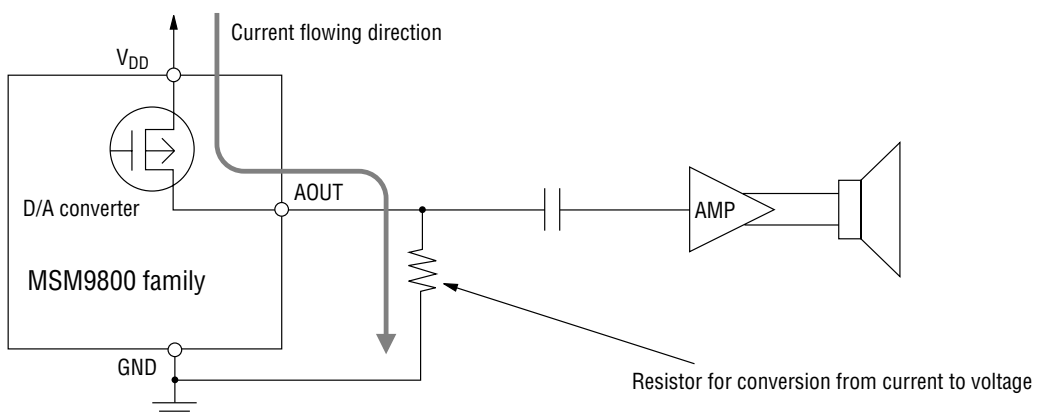 Current flowing direction
VDD
D/A converter
AOUT
AMP
MSM9800 family
GND
Resistor for conversion from current to voltage